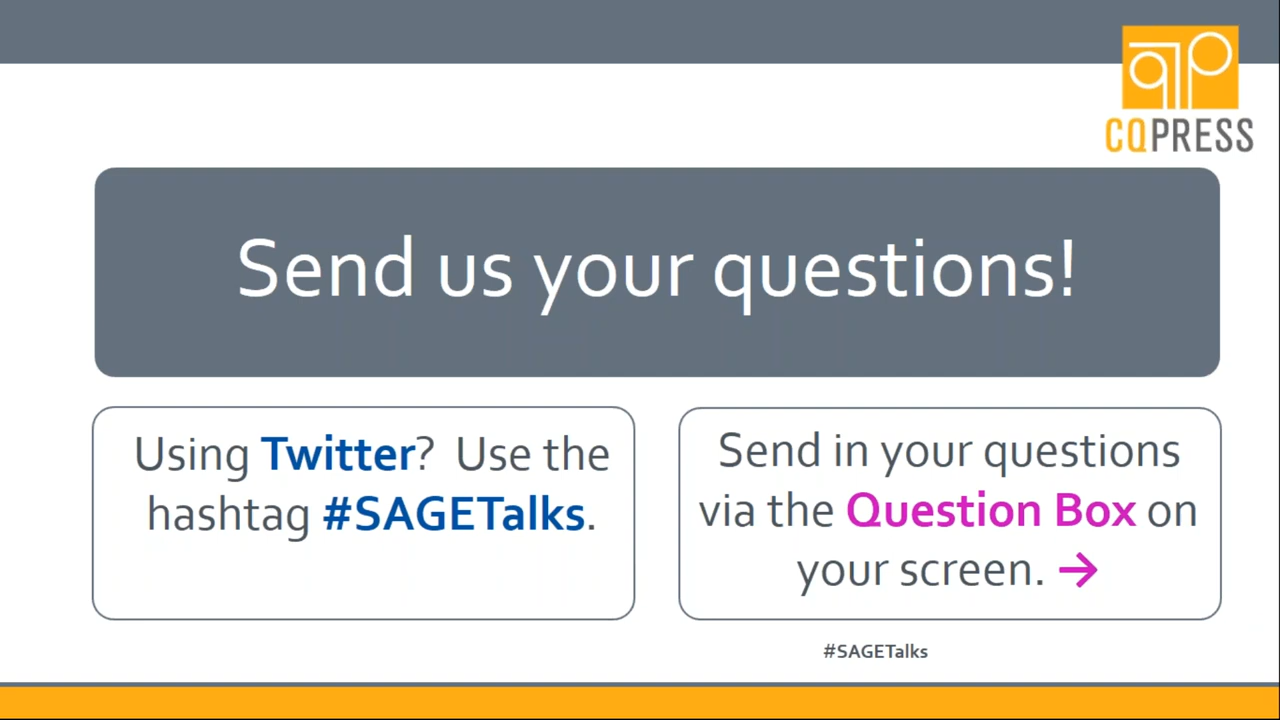 CQPRESS
Send us your questions!
Using Twitter? Use the
hashtag #SAGETalks.
Send in your questions
via the Question Box on
your screen. →
#SAGETalks